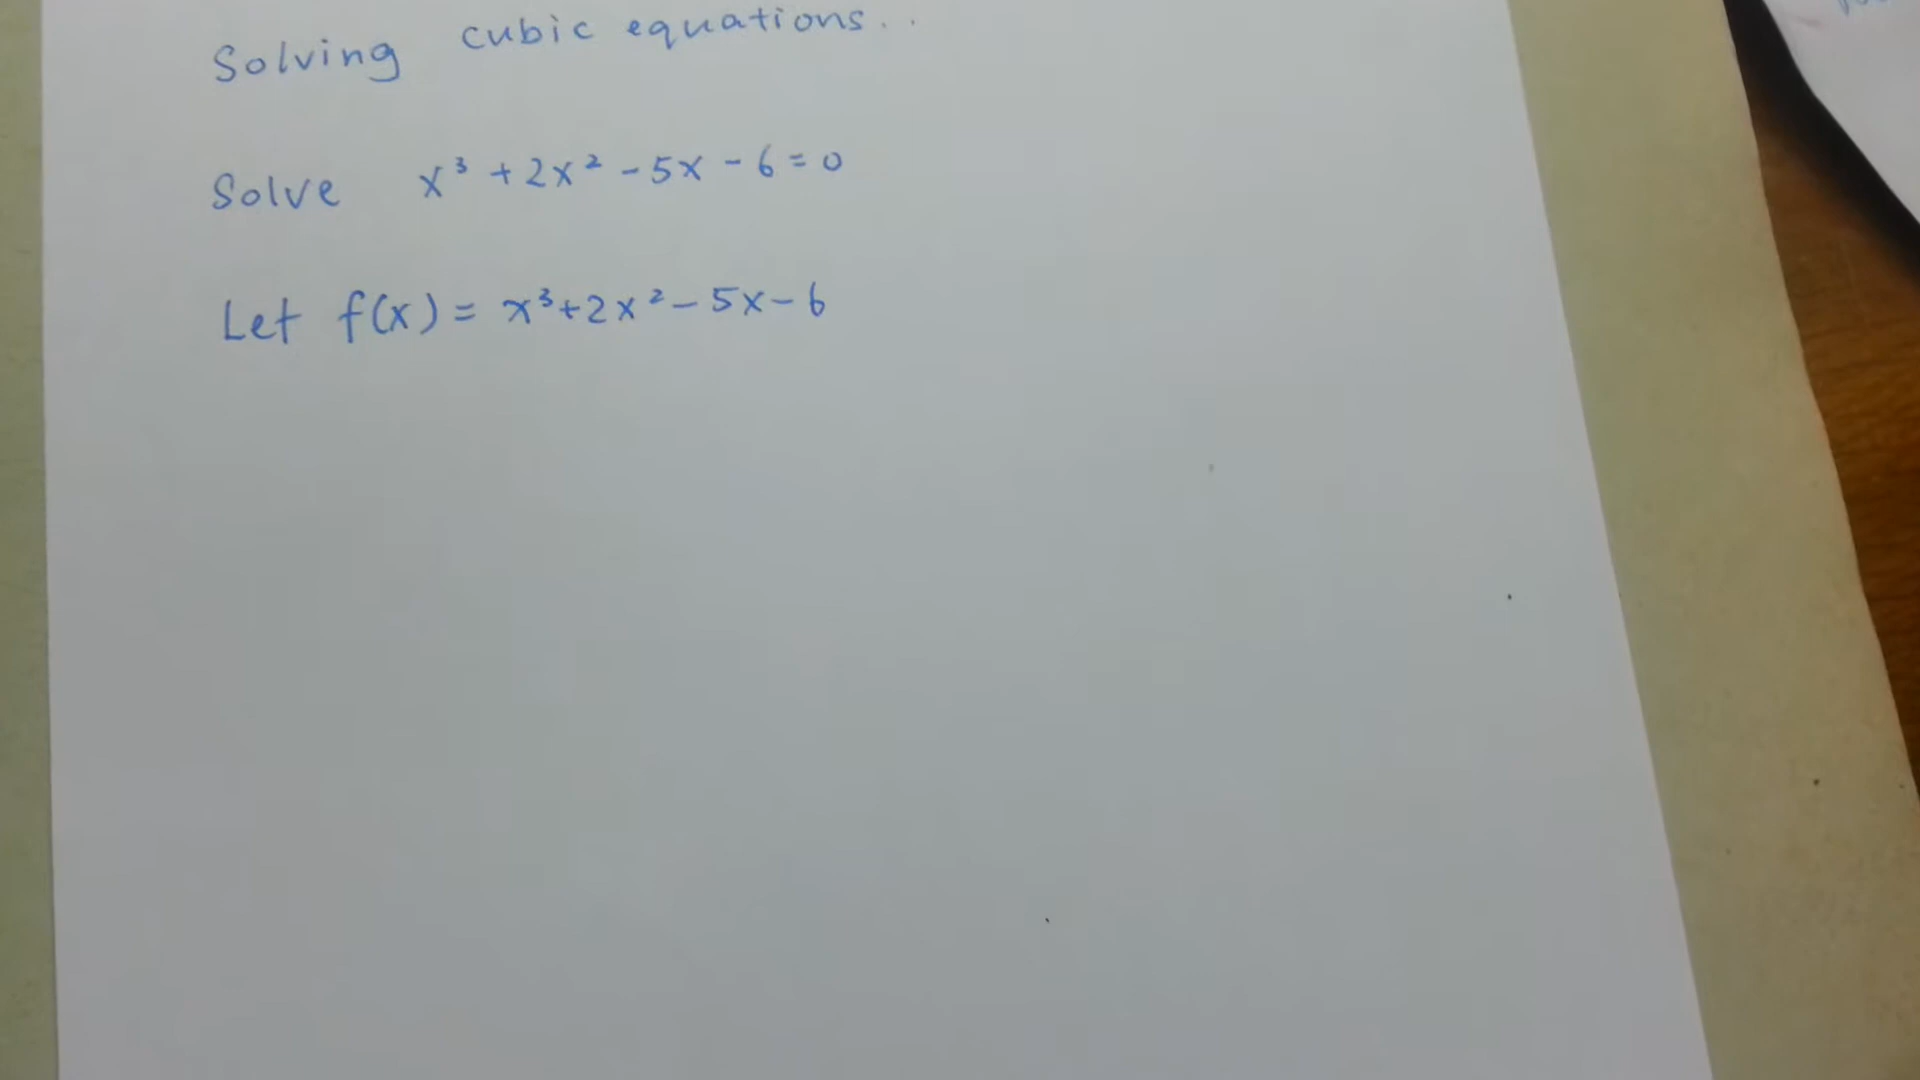 Solving cubic equations..
Solve x³ + 2x² - 5x - 6 = 0
Let f(x) = x³ + 2x² - 5x - 6